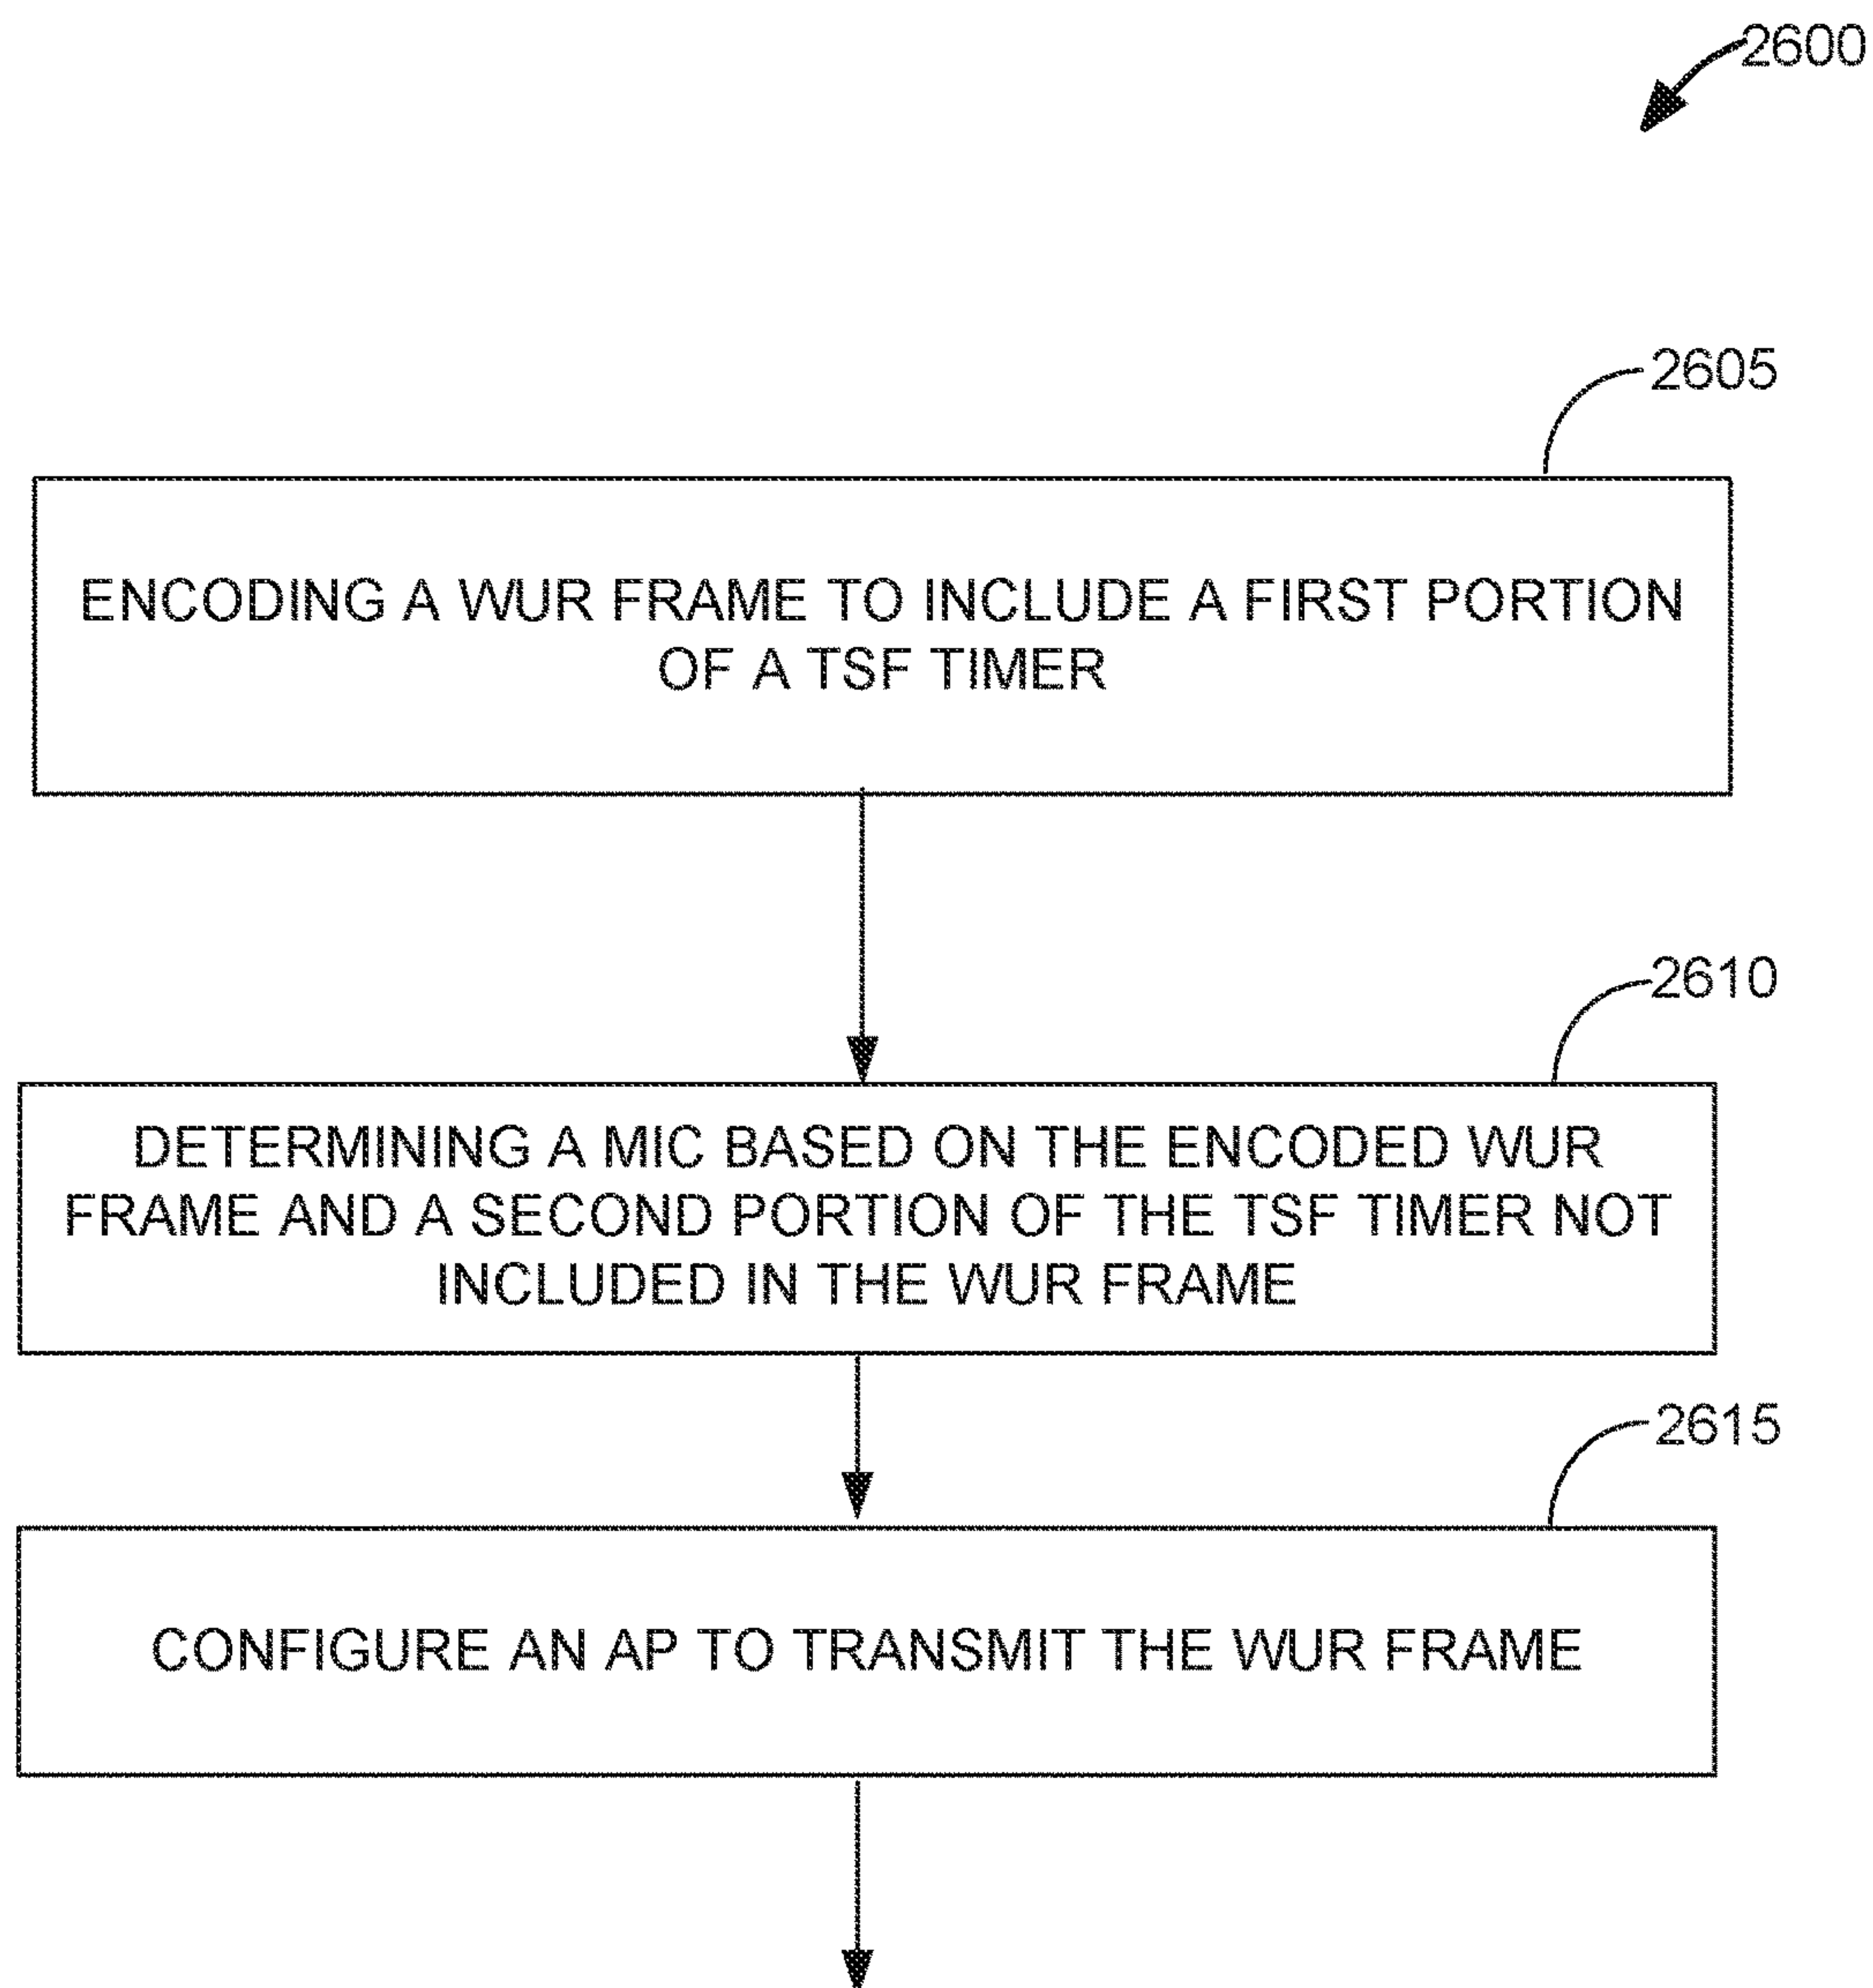 2600
2605
ENCODING A WUR FRAME TO INCLUDE A FIRST PORTION
OF A TSF TIMER
2610
DETERMINING A MIC BASED ON THE ENCODED WUR
FRAME AND A SECOND PORTION OF THE TSF TIMER NOT
INCLUDED IN THE WUR FRAME
2615
CONFIGURE AN AP TO TRANSMIT THE WUR FRAME